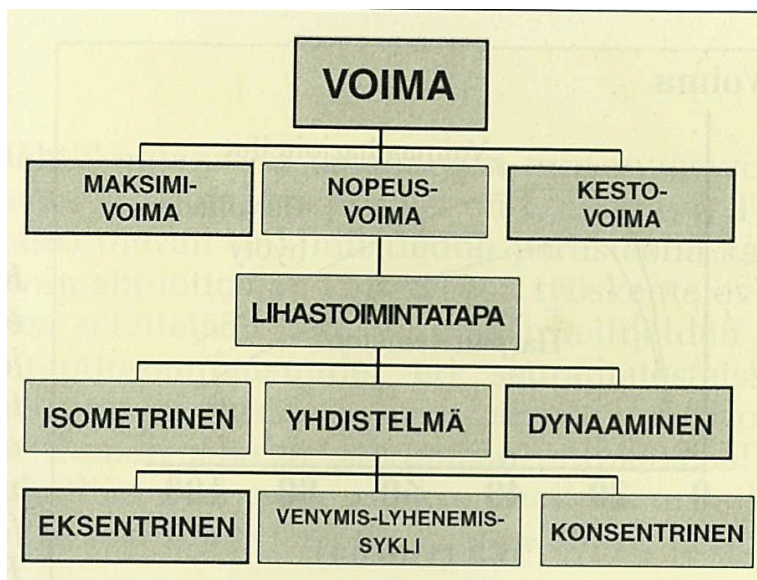 VOIMA
MAKSIMI-
VOIMA
NOPEUS-
VOIMA
KESTO-
VOIMA
LIHASTOIMINTATAPA
ISOMETRINEN
YHDISTELMÄ
DYNAAMINEN
EKSENTRINEN
VENYMIS-LYHENEMIS-
SYKLI
KONSENTRINEN